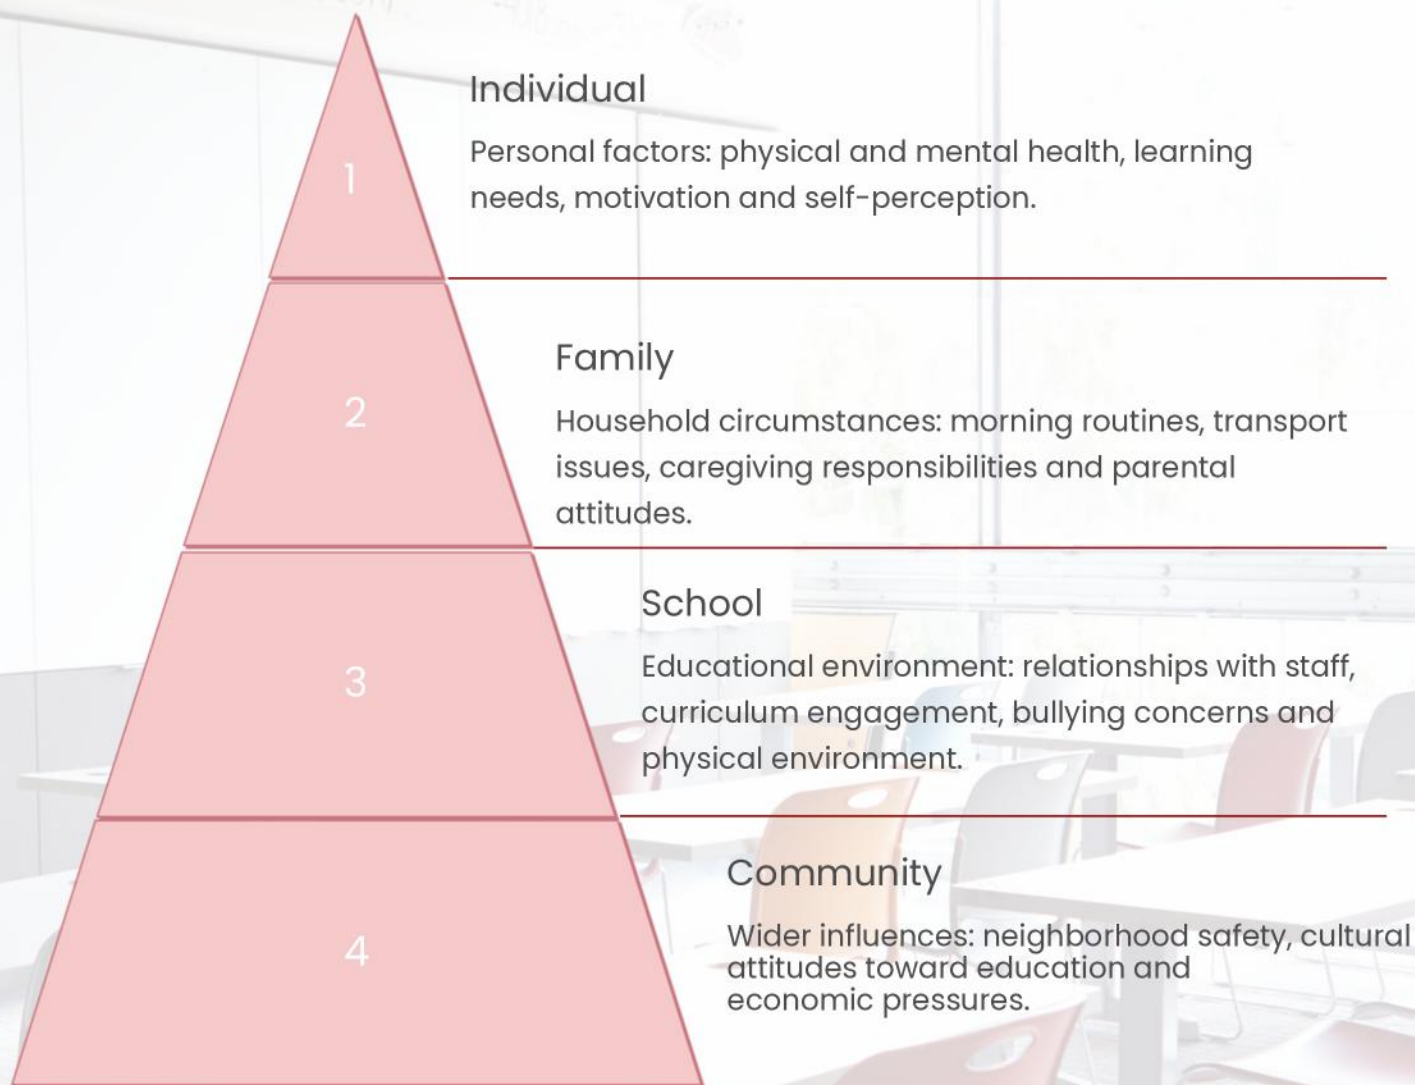 1
Individual
Personal factors: physical and mental health, learning
needs, motivation and self-perception.
2
Family
Household circumstances: morning routines, transport
issues, caregiving responsibilities and parental
attitudes.
3
School
Educational environment: relationships with staff,
curriculum engagement, bullying concerns and
physical environment.
4
Community
Wider influences: neighborhood safety, cultural
attitudes toward education and
economic pressures.